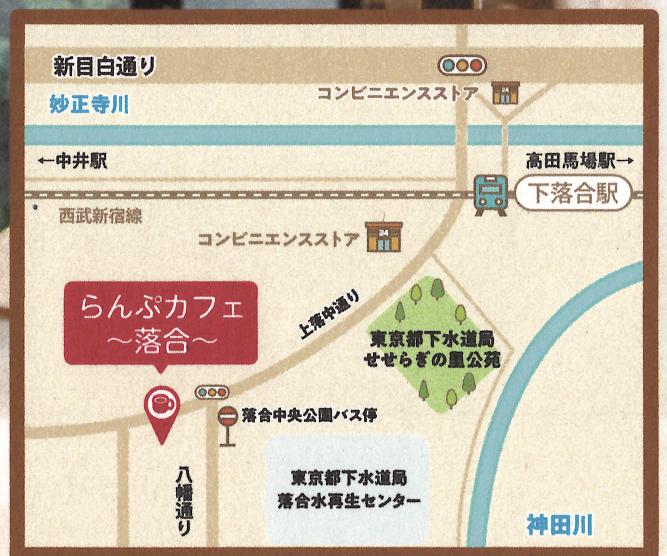 新目白通り
妙正寺川
コンビニエンスストア
24
←中井駅
高田馬場駅→
下落合駅
西武新宿線
コンビニエンスストア
24
らんぷカフェ
～落合～
上落中通り
東京都下水道局
せせらぎの里公苑
落合中央公園バス停
八幡通り
東京都下水道局
落合水再生センター
神田川